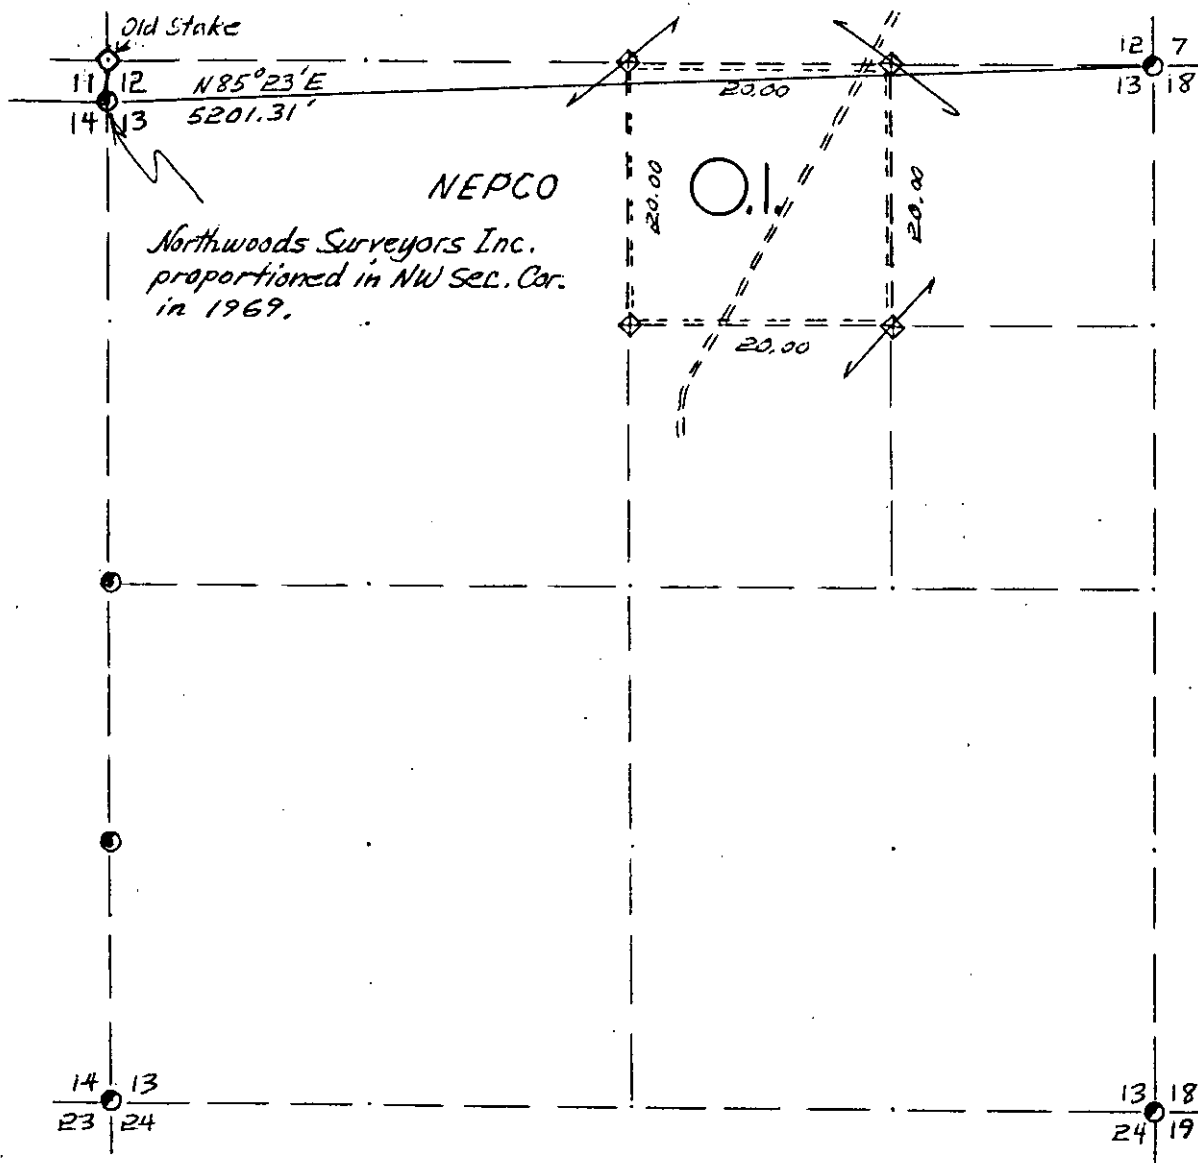 Old Stake
11 12
14 13
N85°23'E
5201.31'
12 7
13 18
20.00
20.00
O.I.
20.00
20.00
NEPCO
Northwoods Surveyors Inc.
proportioned in NW Sec. Cor.
in 1969.
14 13
23 24
13 18
24 19